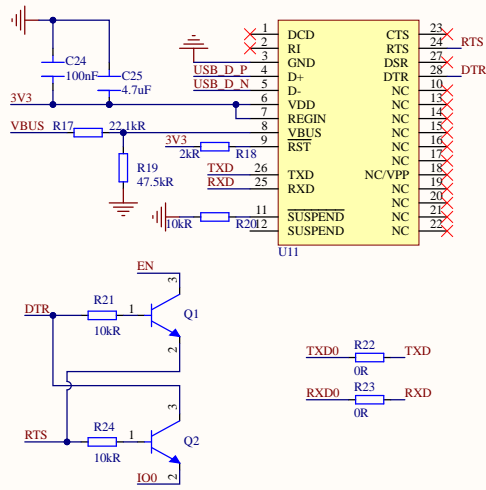 1 DCD CTS 23
2 RI RTS 24 RTS
3 GND DSR 27
USB_D_P 4 D+ DTR 28 DTR
USB_D_N 5 D- NC 10
3V3 6 VDD NC 13
7 REGIN NC 14
VBUS R17 22.1kR 8 VBUS NC 15
3V3 2kR R18 9 RST NC 16
NC 17
TXD 26 TXD NC/VPP 18
RXD 25 RXD NC 19
NC 20
10kR R20 11 SUSPEND NC 21
12 SUSPEND NC 22
U11
C24
100nF
C25
4.7uF
R19
47.5kR
EN
3
DTR R21 1 Q1
10kR
2
3
RTS R24 1 Q2
10kR
2
IO0
TXD0 R22 TXD
0R
RXD0 R23 RXD
0R